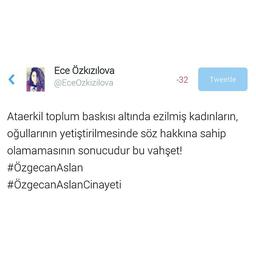 Ece Özkızılova
@EceOzkizilova
-32
Tweetle
Ataerkil toplum baskısı altında ezilmiş kadınların,
oğullarının yetiştirilmesinde söz hakkına sahip
olamamasının sonucudur bu vahşet!
#ÖzgecanAslan
#ÖzgecanAslanCinayeti